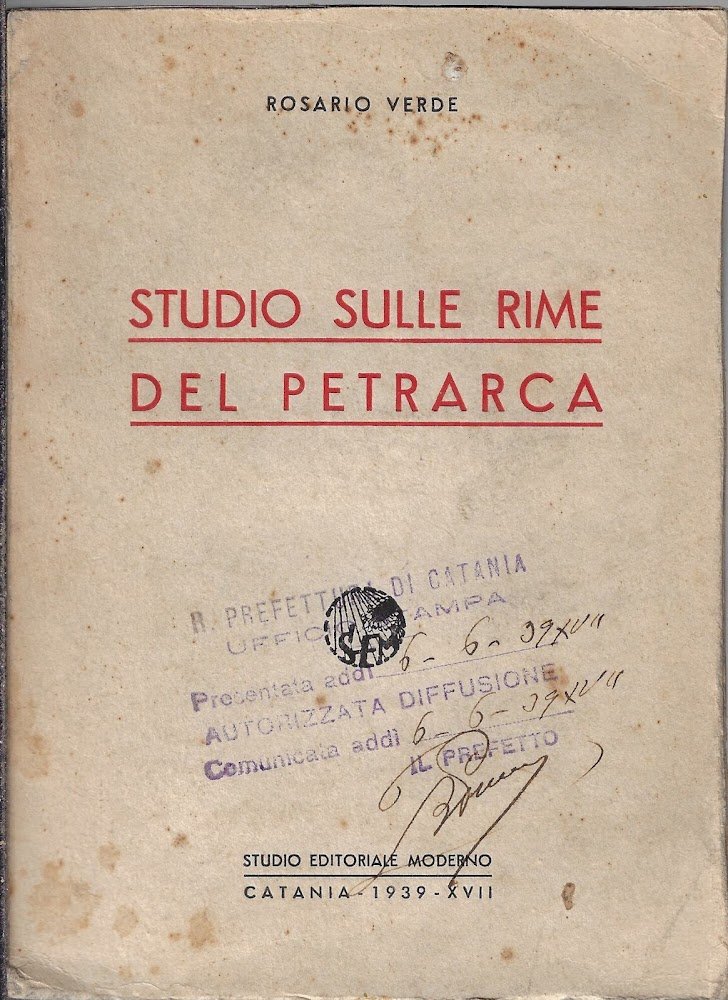 ROSARIO VERDE
STUDIO SULLE RIME
DEL PETRARCA
R. PREFETTURA DI CATANIA
UFFICIO STAMPA
SEM
Presentata addì 6-6-39 XVII
AUTORIZZATA DIFFUSIONE
Comunicata addì 6-6-39 XVII
IL PREFETTO
STUDIO EDITORIALE MODERNO
CATANIA - 1939 - XVII